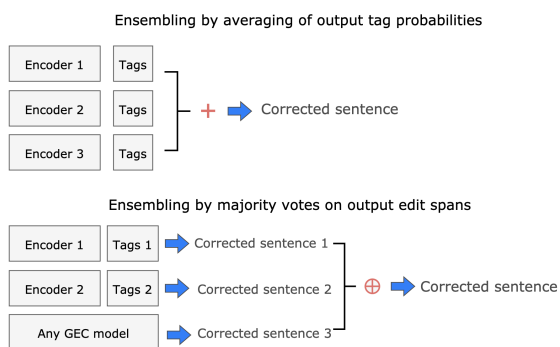 Ensembling by averaging of output tag probabilities
Encoder 1 Tags
Encoder 2 Tags
Encoder 3 Tags
+ Corrected sentence
Ensembling by majority votes on output edit spans
Encoder 1 Tags 1 Corrected sentence 1
Encoder 2 Tags 2 Corrected sentence 2
Any GEC model Corrected sentence 3
⊕ Corrected sentence